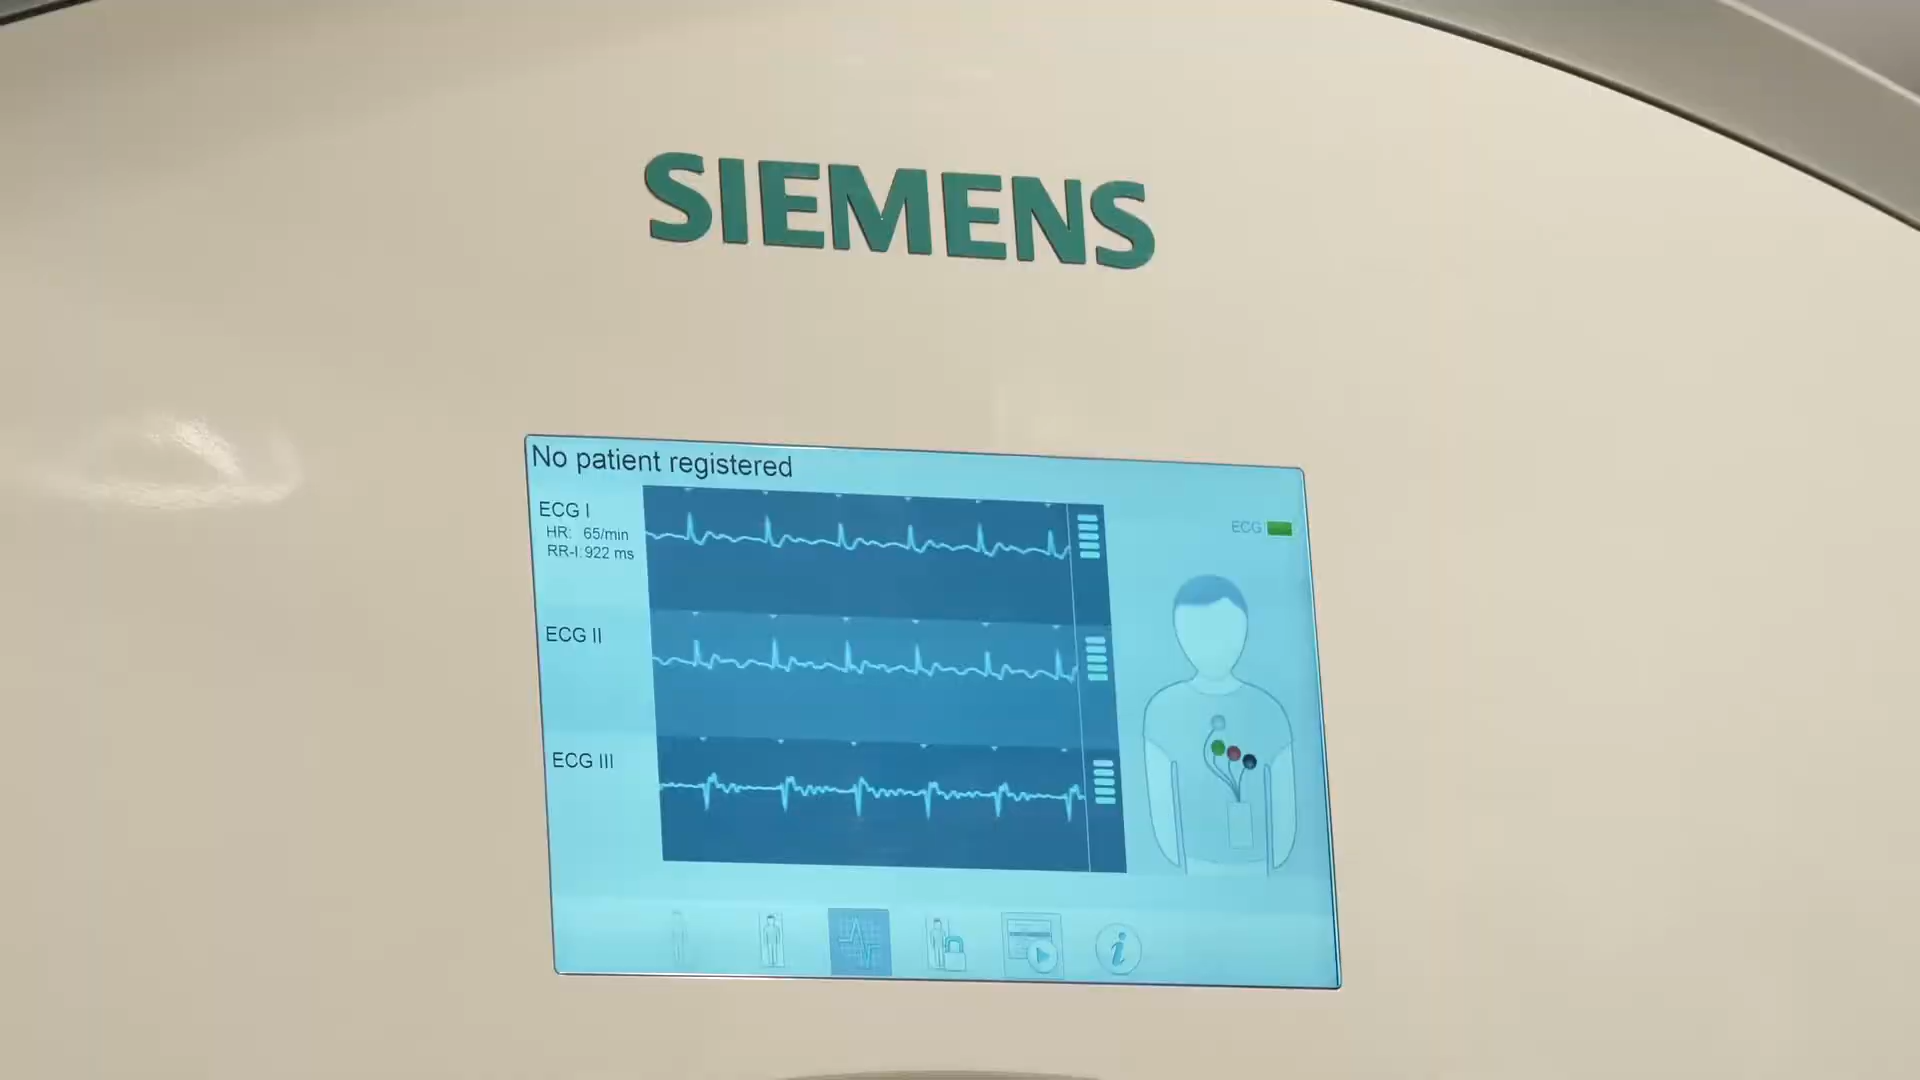 SIEMENS
No patient registered
ECG I
HR: 65/min
RR-I: 922 ms
ECG
ECG II
ECG III
i